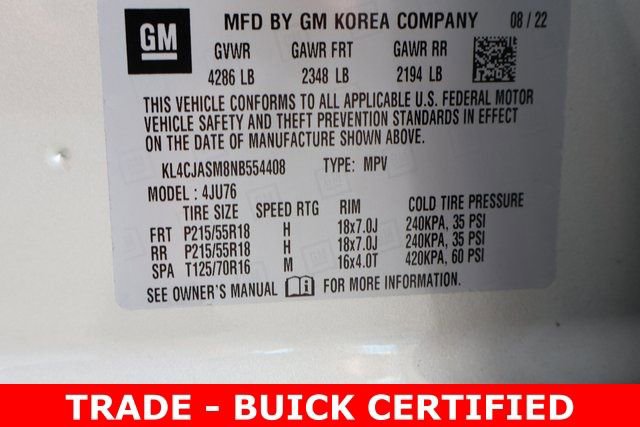 GM
MFD BY GM KOREA COMPANY 08 / 22
GVWR GAWR FRT GAWR RR
4286 LB 2348 LB 2194 LB
THIS VEHICLE CONFORMS TO ALL APPLICABLE U.S. FEDERAL MOTOR
VEHICLE SAFETY AND THEFT PREVENTION STANDARDS IN EFFECT
ON THE DATE OF MANUFACTURE SHOWN ABOVE.
KL4CJASM8NB554408 TYPE: MPV
MODEL : 4JU76
TIRE SIZE SPEED RTG RIM COLD TIRE PRESSURE
FRT P215/55R18 H 18x7.0J 240KPA, 35 PSI
RR P215/55R18 H 18x7.0J 240KPA, 35 PSI
SPA T125/70R16 M 16x4.0T 420KPA, 60 PSI
SEE OWNER'S MANUAL FOR MORE INFORMATION.
TRADE - BUICK CERTIFIED